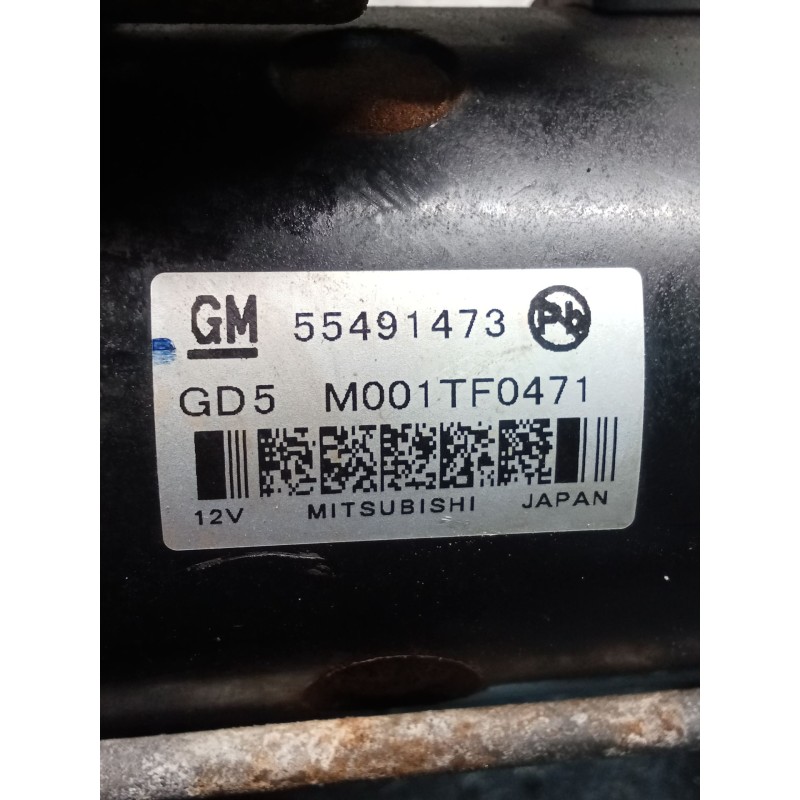 GM 55491473 Pb
GD5 M001TF0471
12V MITSUBISHI JAPAN